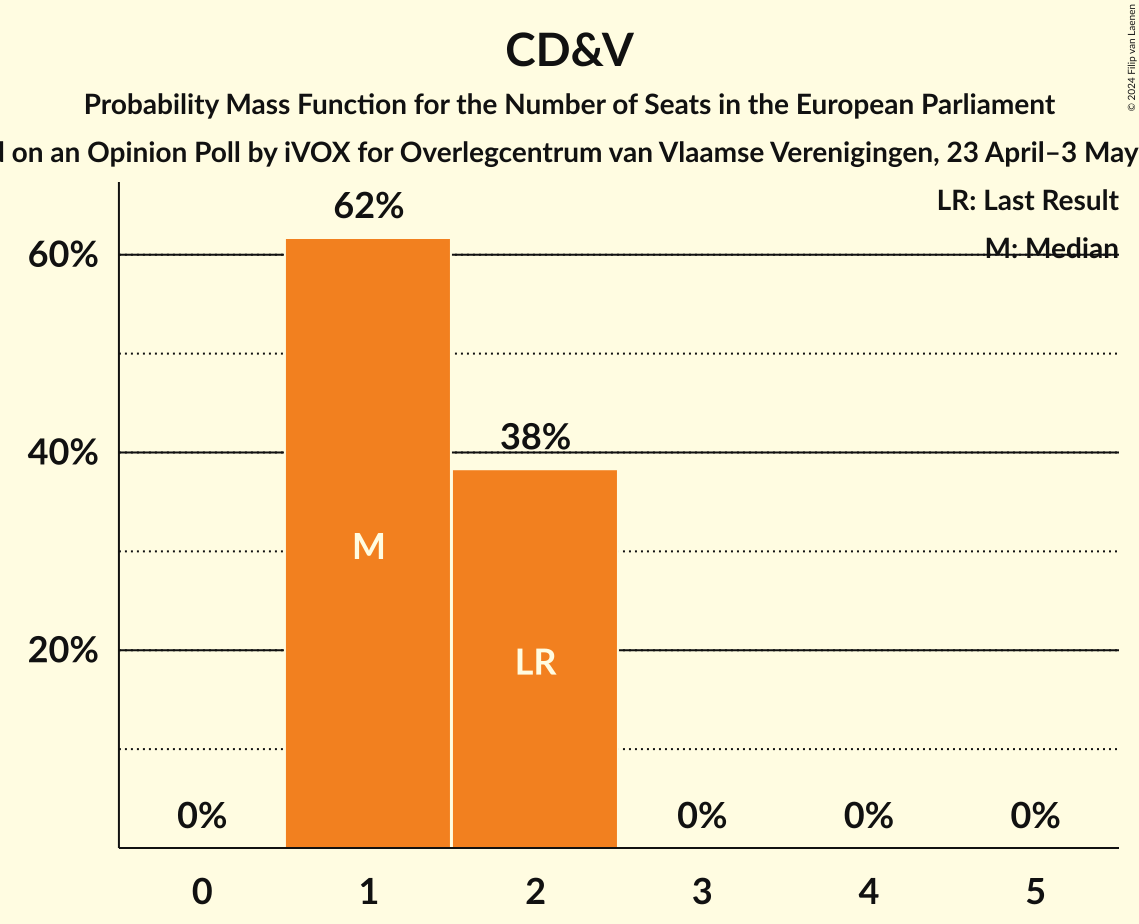 CD&V
Probability Mass Function for the Number of Seats in the European Parliament
on an Opinion Poll by iVOX for Overlegcentrum van Vlaamse Verenigingen, 23 April–3 May
© 2024 Filip van Laenen
LR: Last Result
M: Median
62%
60%
38%
40%
M
LR
20%
0%
0%
0%
0%
0 1 2 3 4 5